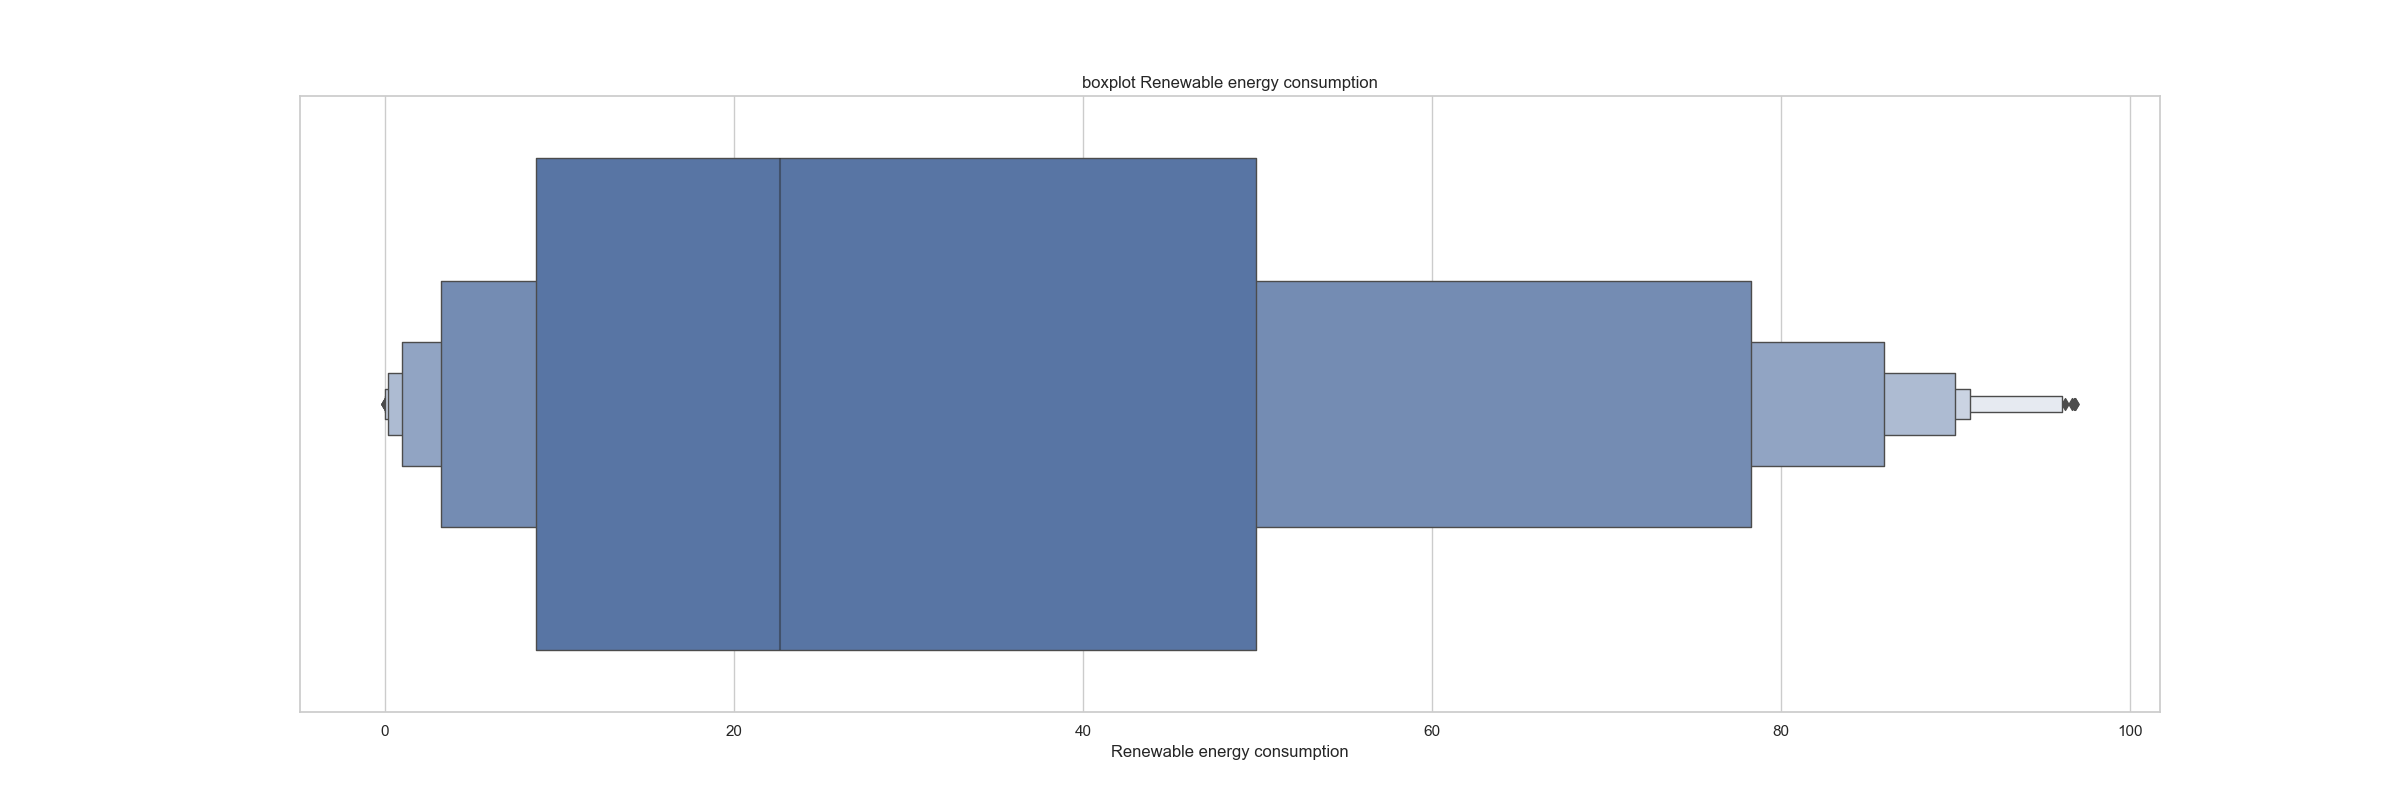 boxplot Renewable energy consumption
0 20 40 60 80 100
Renewable energy consumption